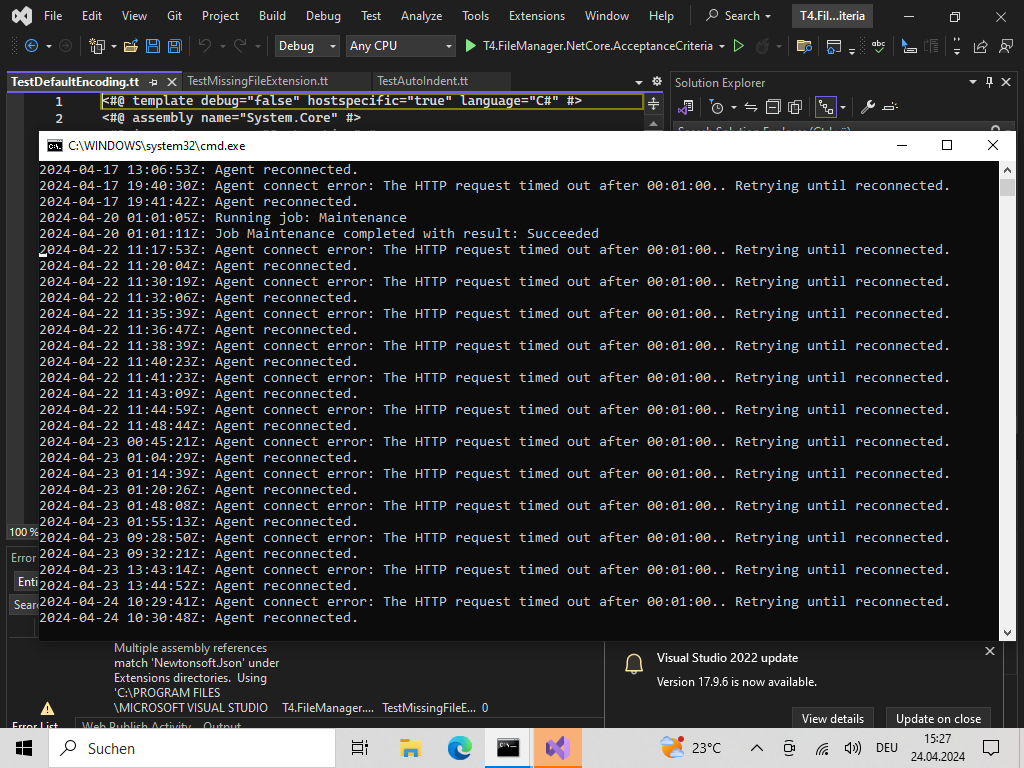 File Edit View Git Project Build Debug Test Analyze Tools Extensions Window Help Search T4.Fil...iteria
Debug Any CPU T4.FileManager.NetCore.AcceptanceCriteria
TestDefaultEncoding.tt TestMissingFileExtension.tt TestAutoIndent.tt
Solution Explorer
1 <#@ template debug="false" hostspecific="true" language="C#" #>
2 <#@ assembly name="System.Core" #>
C:\WINDOWS\system32\cmd.exe
2024-04-17 13:06:53Z: Agent reconnected.
2024-04-17 19:40:30Z: Agent connect error: The HTTP request timed out after 00:01:00.. Retrying until reconnected.
2024-04-17 19:41:42Z: Agent reconnected.
2024-04-20 01:01:05Z: Running job: Maintenance
2024-04-20 01:01:11Z: Job Maintenance completed with result: Succeeded
2024-04-22 11:17:53Z: Agent connect error: The HTTP request timed out after 00:01:00.. Retrying until reconnected.
2024-04-22 11:20:04Z: Agent reconnected.
2024-04-22 11:30:19Z: Agent connect error: The HTTP request timed out after 00:01:00.. Retrying until reconnected.
2024-04-22 11:32:06Z: Agent reconnected.
2024-04-22 11:35:39Z: Agent connect error: The HTTP request timed out after 00:01:00.. Retrying until reconnected.
2024-04-22 11:36:47Z: Agent reconnected.
2024-04-22 11:38:39Z: Agent connect error: The HTTP request timed out after 00:01:00.. Retrying until reconnected.
2024-04-22 11:40:23Z: Agent reconnected.
2024-04-22 11:41:23Z: Agent connect error: The HTTP request timed out after 00:01:00.. Retrying until reconnected.
2024-04-22 11:43:09Z: Agent reconnected.
2024-04-22 11:44:59Z: Agent connect error: The HTTP request timed out after 00:01:00.. Retrying until reconnected.
2024-04-22 11:48:44Z: Agent reconnected.
2024-04-23 00:45:21Z: Agent connect error: The HTTP request timed out after 00:01:00.. Retrying until reconnected.
2024-04-23 01:04:29Z: Agent reconnected.
2024-04-23 01:14:39Z: Agent connect error: The HTTP request timed out after 00:01:00.. Retrying until reconnected.
2024-04-23 01:20:26Z: Agent reconnected.
2024-04-23 01:48:08Z: Agent connect error: The HTTP request timed out after 00:01:00.. Retrying until reconnected.
2024-04-23 01:55:13Z: Agent reconnected.
2024-04-23 09:28:50Z: Agent connect error: The HTTP request timed out after 00:01:00.. Retrying until reconnected.
2024-04-23 09:32:21Z: Agent reconnected.
2024-04-23 13:43:14Z: Agent connect error: The HTTP request timed out after 00:01:00.. Retrying until reconnected.
2024-04-23 13:44:52Z: Agent reconnected.
2024-04-24 10:29:41Z: Agent connect error: The HTTP request timed out after 00:01:00.. Retrying until reconnected.
2024-04-24 10:30:48Z: Agent reconnected.
100 %
Error
Enti
Sear
Multiple assembly references
match 'NewtonsoftJson' under
Extensions directories. Using
'C:\PROGRAM FILES
\MICROSOFT VISUAL STUDIO T4.FileManager.... TestMissingFileE... 0
Error List Web Publish Activity Output
Visual Studio 2022 update
Version 17.9.6 is now available.
View details Update on close
Suchen
23°C
DEU
15:27
24.04.2024